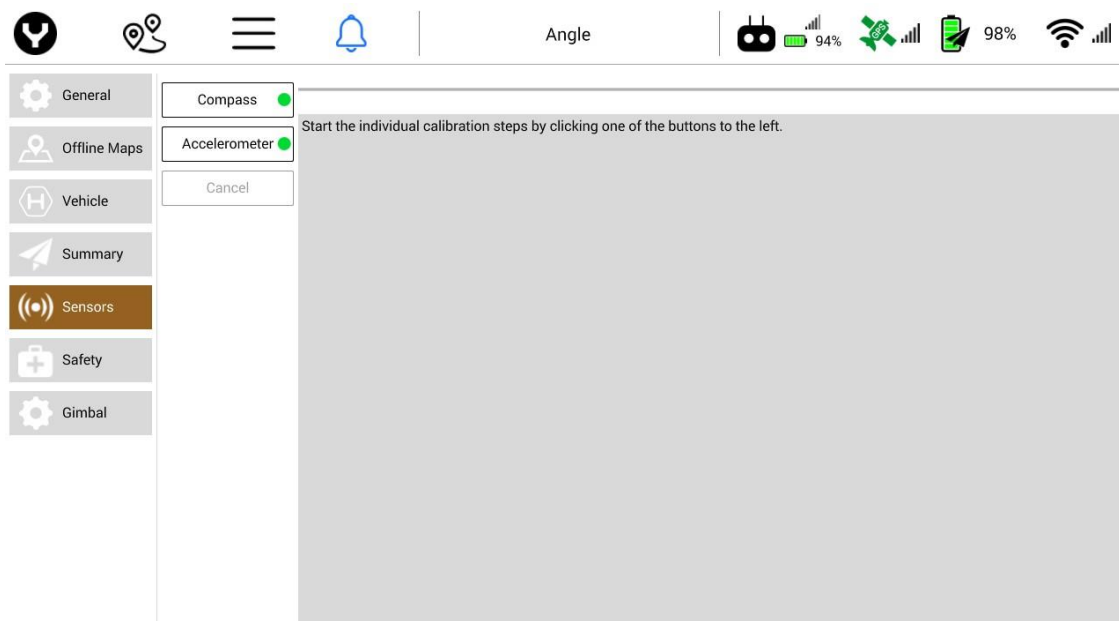 Angle
94%
GPS
98%
General
Offline Maps
Vehicle
Summary
Sensors
Safety
Gimbal
Compass
Accelerometer
Cancel
Start the individual calibration steps by clicking one of the buttons to the left.